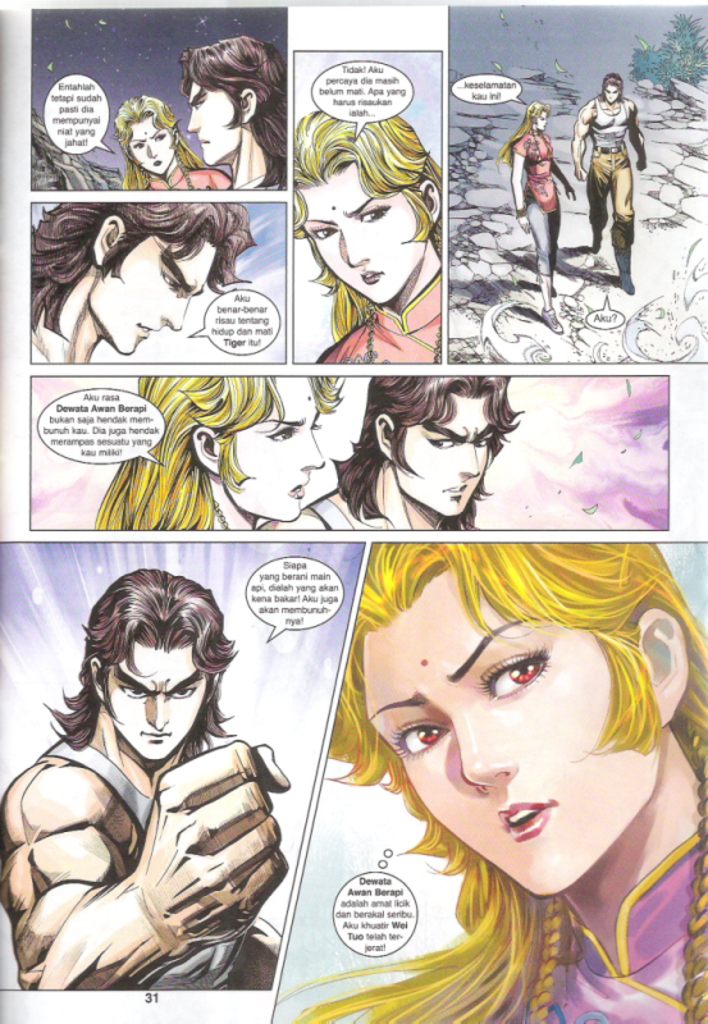 Entahlah
tetapi sudah
pasti dia
mempunyai
niat yang
jahat!
Aku
benar-benar
risau tentang
hidup dan mati
Tiger itu!
Tidak! Aku
percaya dia masih
belum mati. Apa yang
harus risaukan
ialah...
...keselamatan
kau ini!
Aku?
Aku rasa
Dewata Awan Berapi
bukan saja hendak mem-
bunuh kau. Dia juga hendak
merampas sesuatu yang
kau miliki!
Siapa
yang berani main
api, dialah yang akan
kena bakar! Aku juga
akan membunuh-
nya!
Dewata
Awan Berapi
adalah amat licik
dan berakal seribu.
Aku khuatir Wei
Tuo telah ter-
jerat!
31